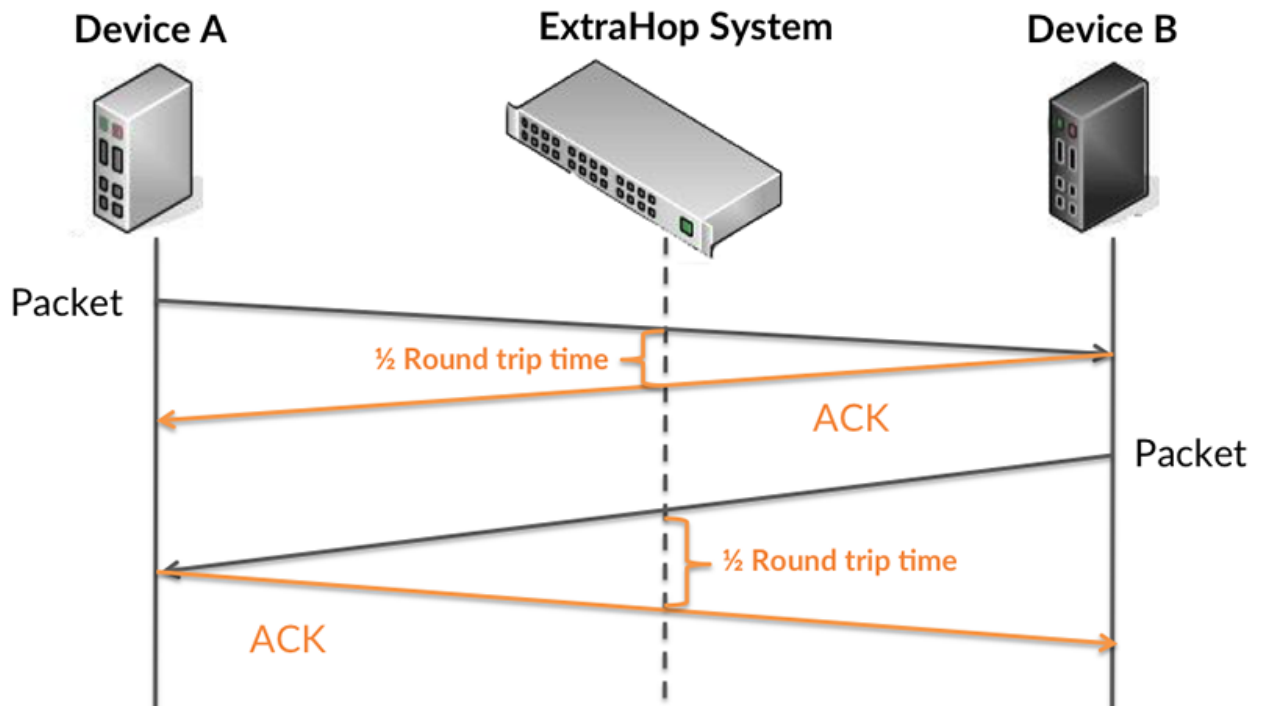 Device A
ExtraHop System
Device B
Packet
½ Round trip time
ACK
Packet
½ Round trip time
ACK